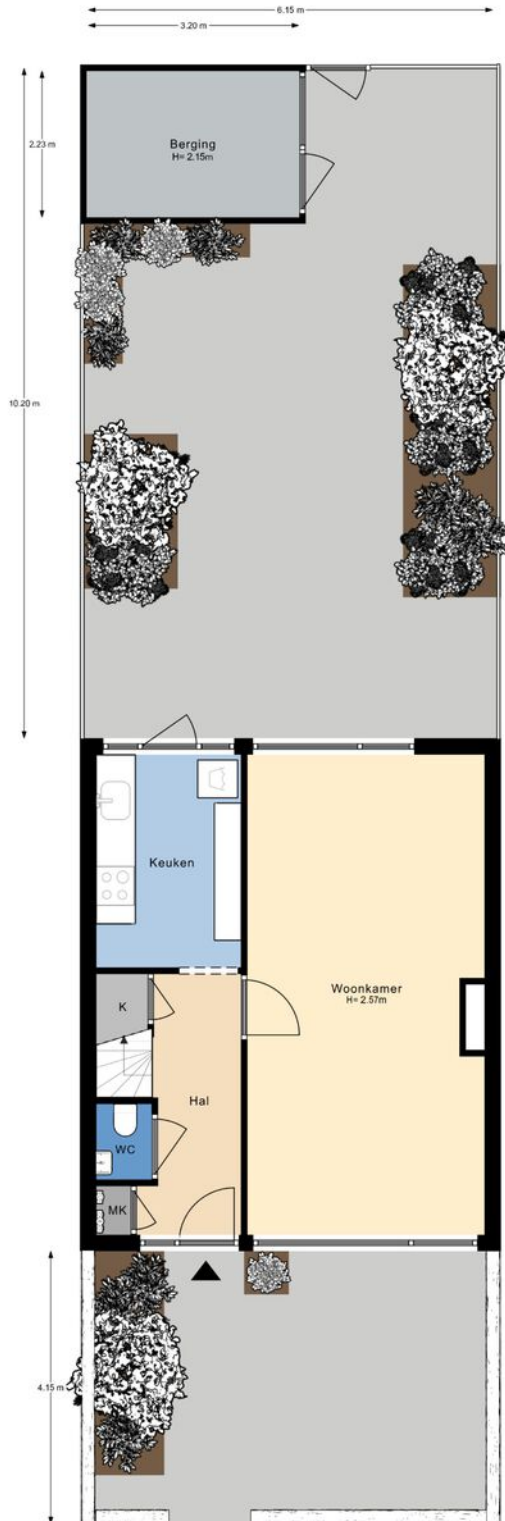 6.15 m
3.20 m
2.23 m
Berging
H= 2.15m
10.20 m
Keuken
Woonkamer
H= 2.57m
K
Hal
WC
MK
4.15 m